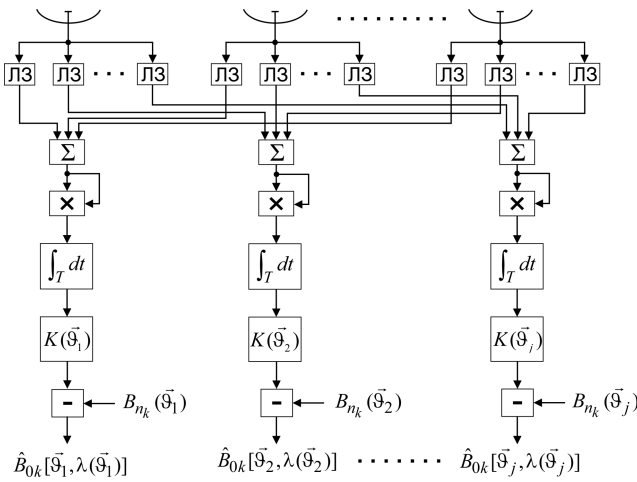 ЛЗ ЛЗ ··· ЛЗ ЛЗ ЛЗ ··· ЛЗ ЛЗ ЛЗ ··· ЛЗ
Σ Σ Σ
× × ×
∫_T dt ∫_T dt ∫_T dt
K(ϑ⃗_1) K(ϑ⃗_2) K(ϑ⃗_j)
- B_{n_k}(ϑ⃗_1) - B_{n_k}(ϑ⃗_2) - B_{n_k}(ϑ⃗_j)
B̂_{0k}[ϑ⃗_1, λ(ϑ⃗_1)] B̂_{0k}[ϑ⃗_2, λ(ϑ⃗_2)] ······· B̂_{0k}[ϑ⃗_j, λ(ϑ⃗_j)]